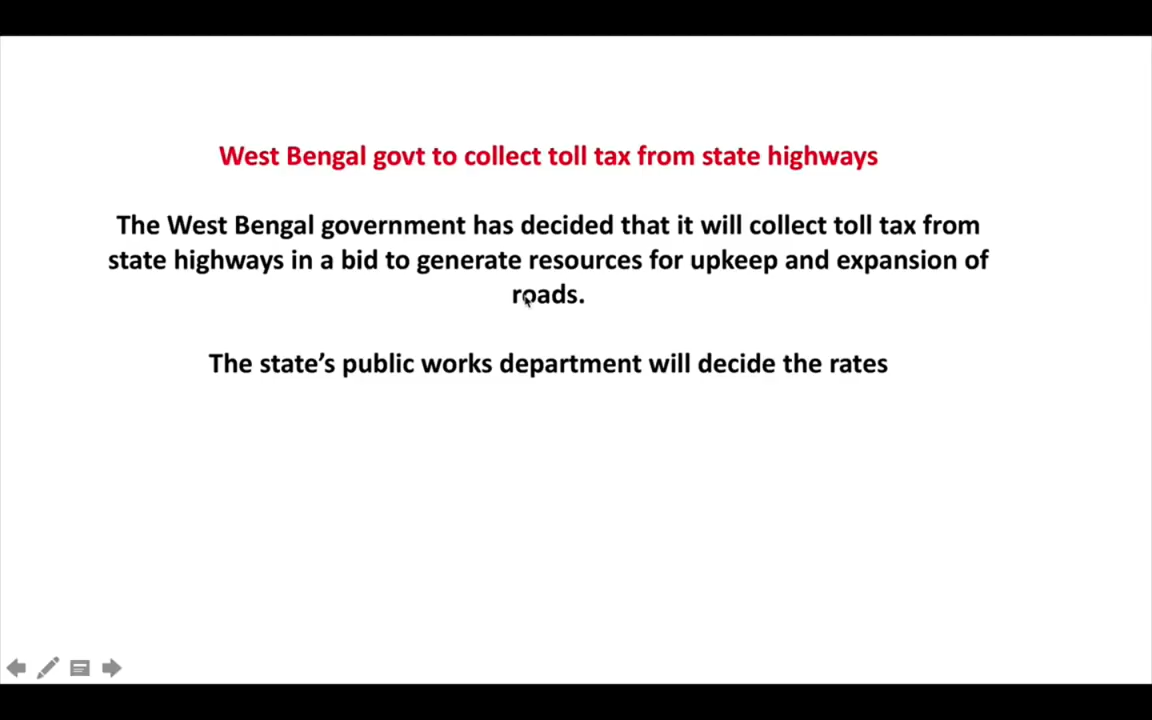 West Bengal govt to collect toll tax from state highways
The West Bengal government has decided that it will collect toll tax from
state highways in a bid to generate resources for upkeep and expansion of
roads.
The state’s public works department will decide the rates